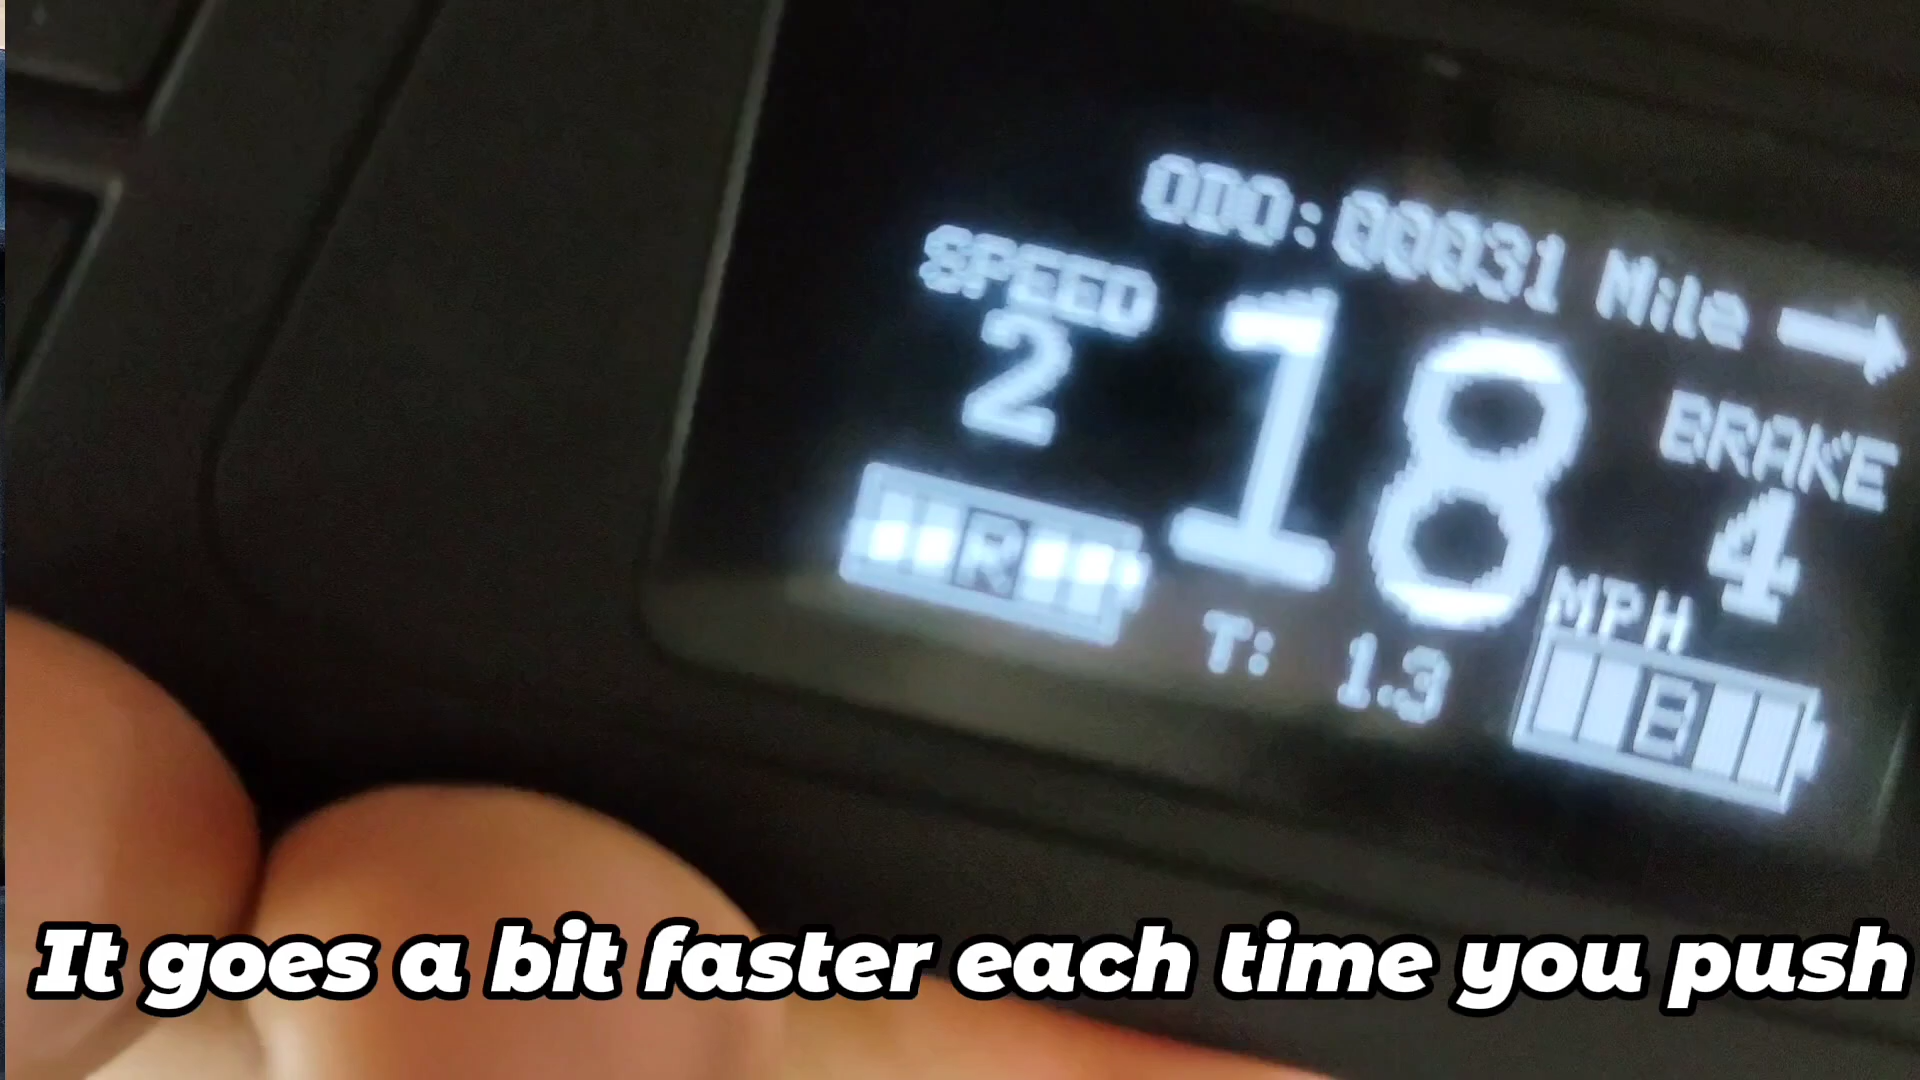 ODO:00031 Mile
SPEED
2
18
MPH
BRAKE
4
R
T: 1.3
B
It goes a bit faster each time you push